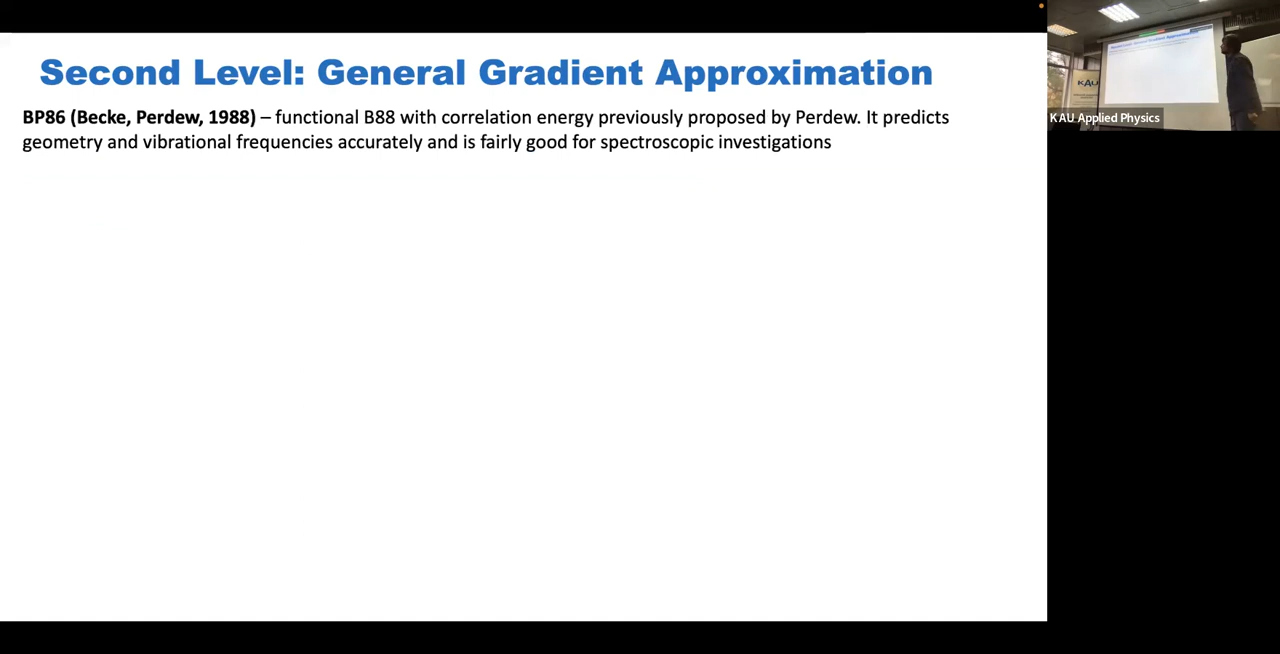 Second Level: General Gradient Approximation
BP86 (Becke, Perdew, 1988) – functional B88 with correlation energy previously proposed by Perdew. It predicts
geometry and vibrational frequencies accurately and is fairly good for spectroscopic investigations
KAU
KAU Applied Physics